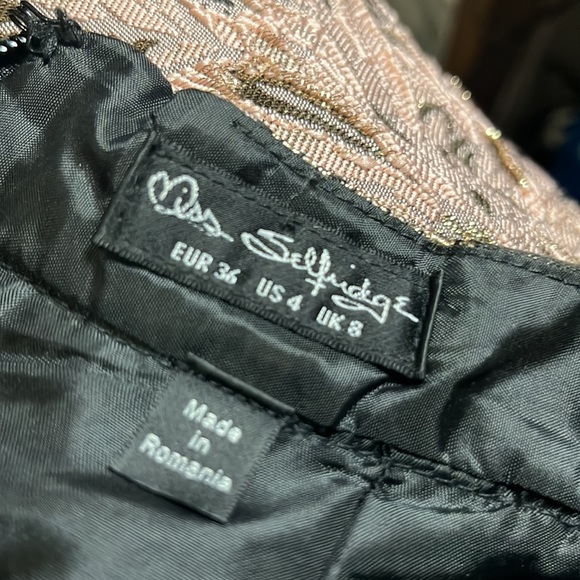 Miss Selfridge
EUR 36 US 4 UK 8
Made
in
Romania